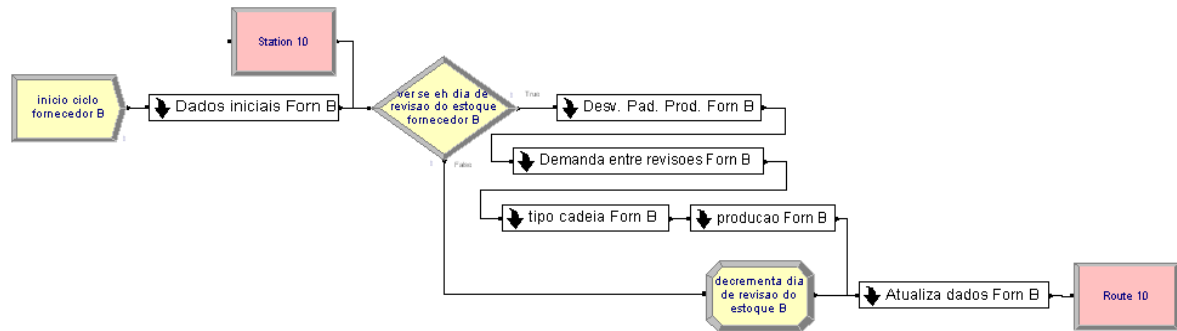 Station 10
inicio ciclo
fornecedor B
Dados iniciais Forn B
ver se eh dia de
revisao do estoque
fornecedor B
True
False
Desv. Pad. Prod. Forn B
Demanda entre revisoes Forn B
tipo cadeia Forn B
producao Forn B
decrementa dia
de revisao do
estoque B
Atualiza dados Forn B
Route 10